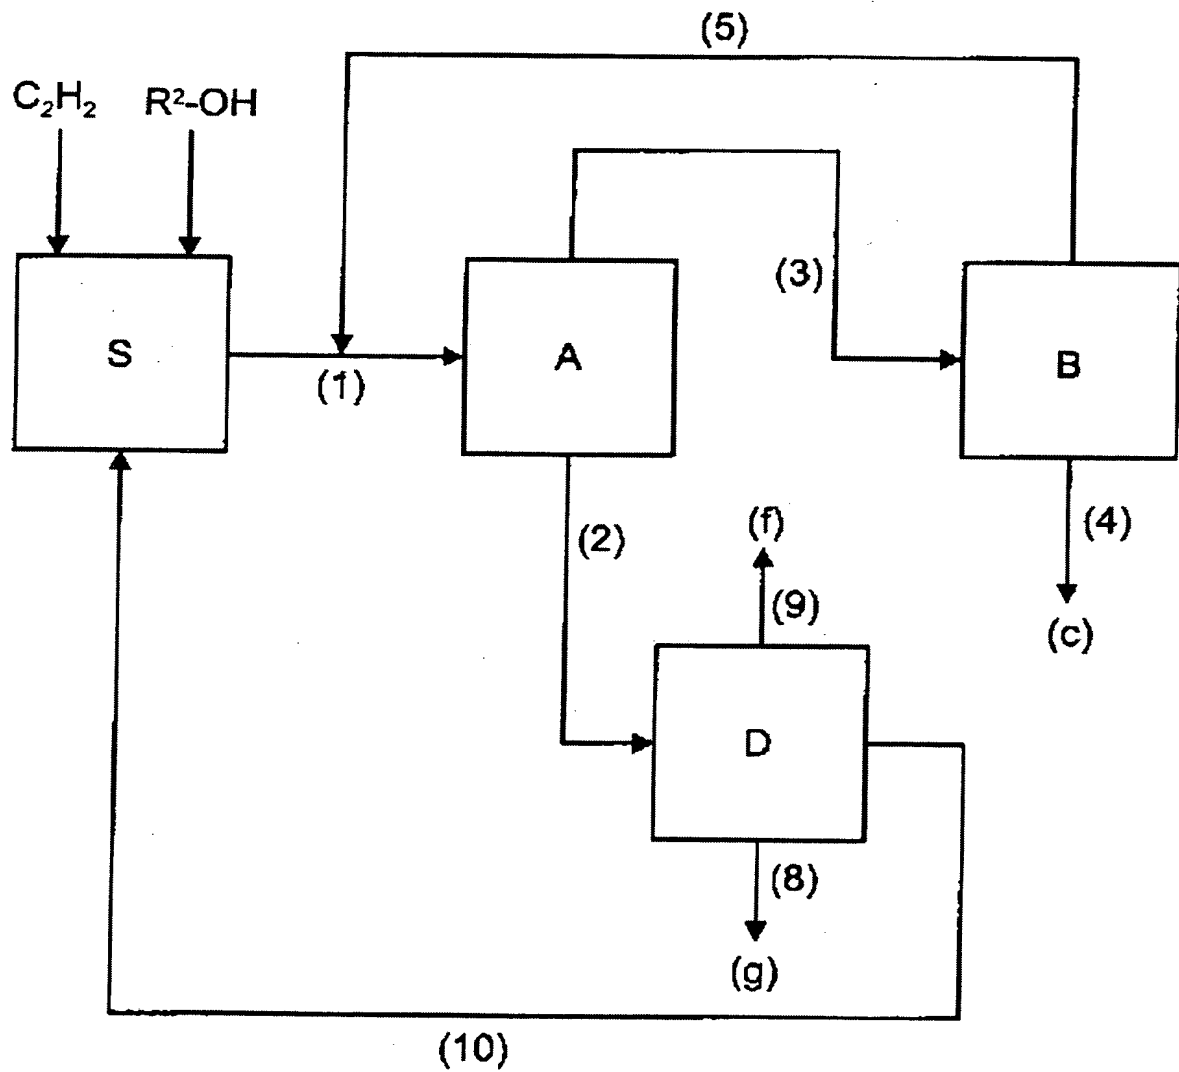 (5)
C₂H₂
R²-OH
(3)
S
A
B
(1)
(2)
(f)
(4)
(9)
(c)
D
(8)
(g)
(10)